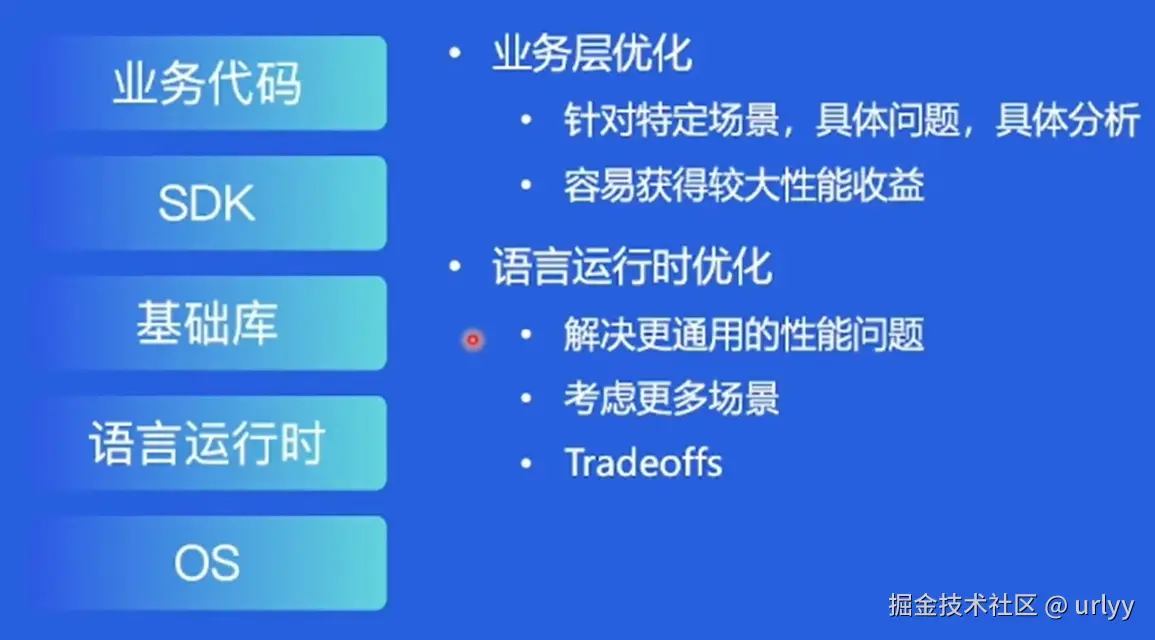 业务代码
SDK
基础库
语言运行时
OS
• 业务层优化
• 针对特定场景，具体问题，具体分析
• 容易获得较大性能收益
• 语言运行时优化
• 解决更通用的性能问题
• 考虑更多场景
• Tradeoffs
掘金技术社区 @ urlyy